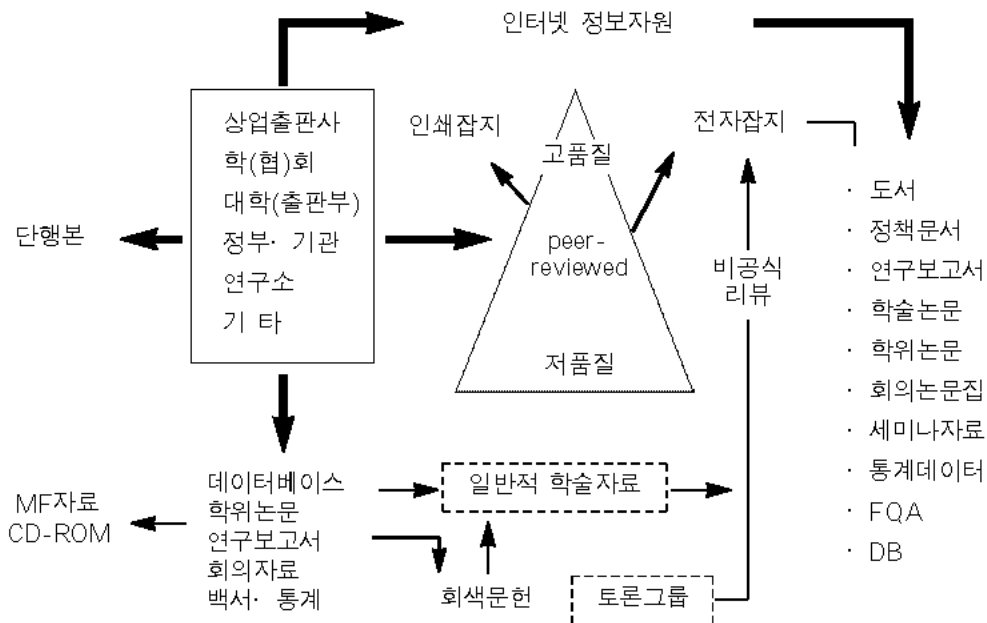 인터넷 정보자원
상업출판사
학(협)회
대학(출판부)
정부· 기관
연구소
기 타
단행본
인쇄잡지
고품질
peer-
reviewed
저품질
전자잡지
비공식
리뷰
· 도서
· 정책문서
· 연구보고서
· 학술논문
· 학위논문
· 회의논문집
· 세미나자료
· 통계데이터
· FQA
· DB
MF자료
CD-ROM
데이터베이스
학위논문
연구보고서
회의자료
백서· 통계
일반적 학술자료
회색문헌
토론그룹